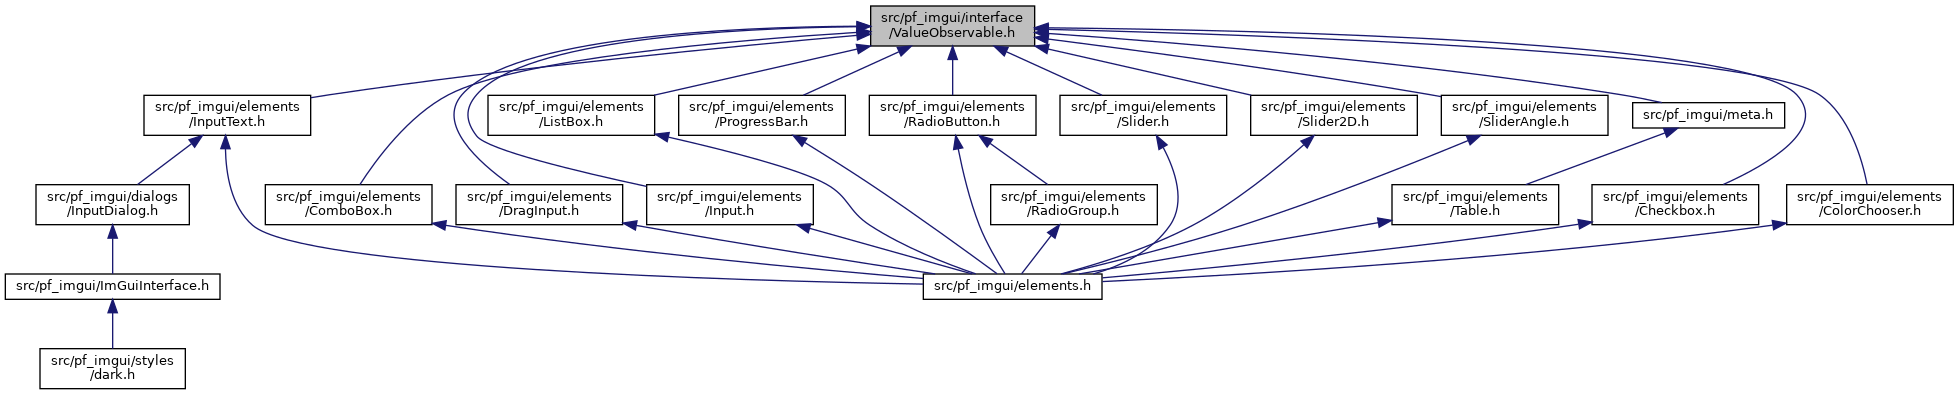 src/pf_imgui/interface
/ValueObservable.h
src/pf_imgui/elements
/InputText.h
src/pf_imgui/elements
/ListBox.h
src/pf_imgui/elements
/ProgressBar.h
src/pf_imgui/elements
/RadioButton.h
src/pf_imgui/elements
/Slider.h
src/pf_imgui/elements
/Slider2D.h
src/pf_imgui/elements
/SliderAngle.h
src/pf_imgui/meta.h
src/pf_imgui/dialogs
/InputDialog.h
src/pf_imgui/elements
/ComboBox.h
src/pf_imgui/elements
/DragInput.h
src/pf_imgui/elements
/Input.h
src/pf_imgui/elements
/RadioGroup.h
src/pf_imgui/elements
/Table.h
src/pf_imgui/elements
/Checkbox.h
src/pf_imgui/elements
/ColorChooser.h
src/pf_imgui/ImGuiInterface.h
src/pf_imgui/elements.h
src/pf_imgui/styles
/dark.h